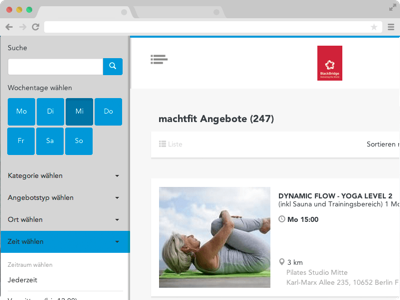 Suche
Wochentage wählen
Mo Di Mi Do
Fr Sa So
Kategorie wählen
Angebotstyp wählen
Ort wählen
Zeit wählen
Zeitraum wählen
Jederzeit
machtfit Angebote (247)
Liste
Sortieren
DYNAMIC FLOW - YOGA LEVEL 2
(inkl Sauna und Trainingsbereich) 1 Mo
Mo 15:00
3 km
Pilates Studio Mitte
Karl-Marx Allee 235, 10652 Berlin F